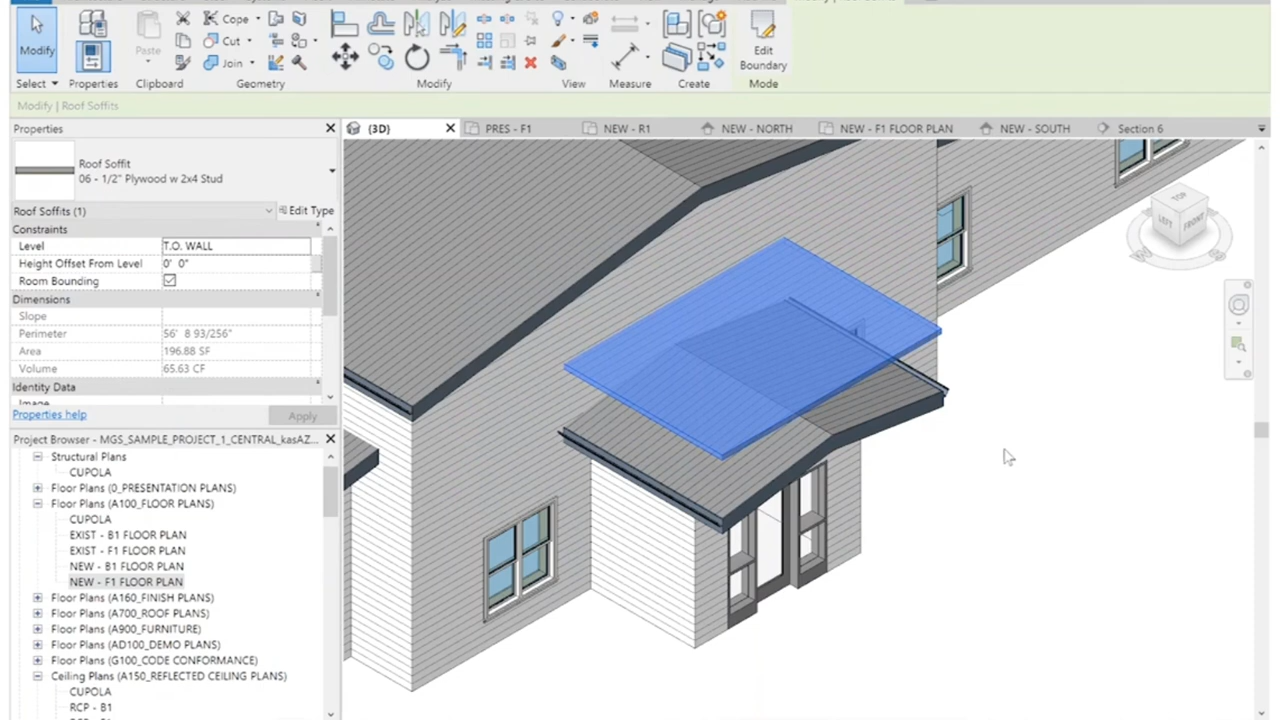 Modify
Select
Properties
Paste
Clipboard
Cope
Cut
Join
Geometry
Modify
View
Measure
Create
Edit
Boundary
Mode
Modify | Roof Soffits
Properties
Roof Soffit
06 - 1/2" Plywood w 2x4 Stud
Roof Soffits (1)
Edit Type
Constraints
Level T.O. WALL
Height Offset From Level 0' 0"
Room Bounding
Dimensions
Slope
Perimeter 56' 8 93/256"
Area 196.88 SF
Volume 65.63 CF
Identity Data
Image
Properties help
Apply
Project Browser - MGS_SAMPLE_PROJECT_1_CENTRAL_kasAZ...
Structural Plans
CUPOLA
Floor Plans (0_PRESENTATION PLANS)
Floor Plans (A100_FLOOR PLANS)
CUPOLA
EXIST - B1 FLOOR PLAN
EXIST - F1 FLOOR PLAN
NEW - B1 FLOOR PLAN
NEW - F1 FLOOR PLAN
Floor Plans (A160_FINISH PLANS)
Floor Plans (A700_ROOF PLANS)
Floor Plans (A900_FURNITURE)
Floor Plans (AD100_DEMO PLANS)
Floor Plans (G100_CODE CONFORMANCE)
Ceiling Plans (A150_REFLECTED CEILING PLANS)
CUPOLA
RCP - B1
{3D}
PRES - F1
NEW - R1
NEW - NORTH
NEW - F1 FLOOR PLAN
NEW - SOUTH
Section 6
TOP
LEFT
FRONT